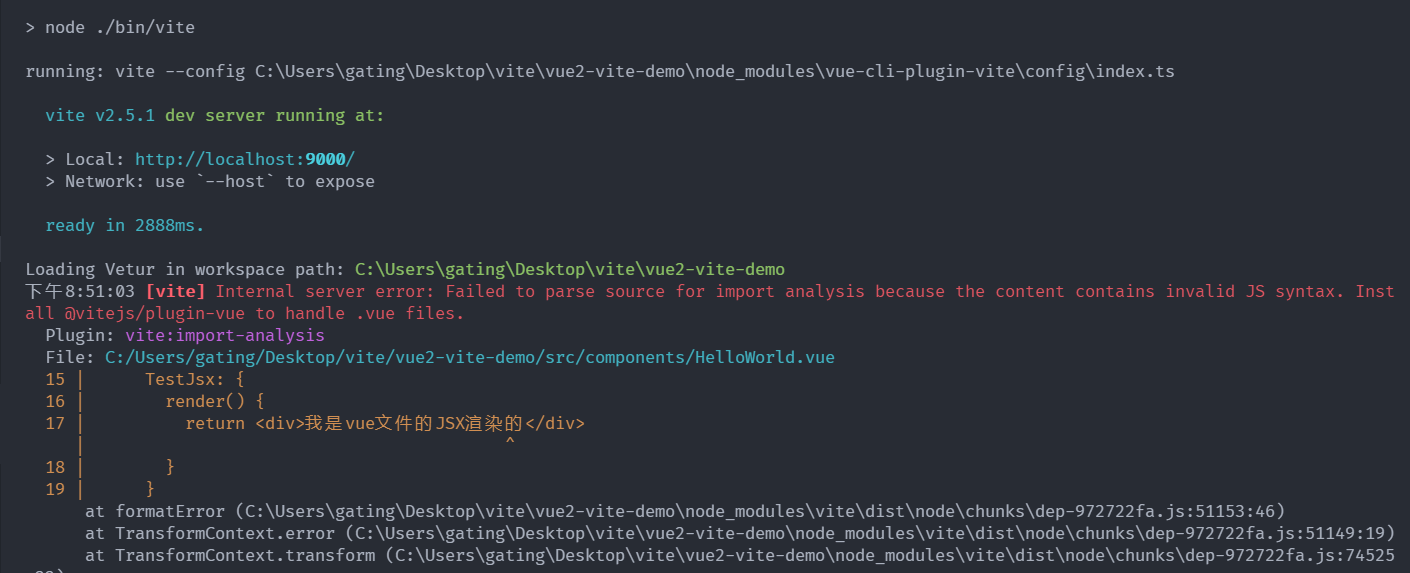 > node ./bin/vite
running: vite --config C:\Users\gating\Desktop\vite\vue2-vite-demo\node_modules\vue-cli-plugin-vite\config\index.ts
vite v2.5.1 dev server running at:
> Local: http://localhost:9000/
> Network: use `--host` to expose
ready in 2888ms.
Loading Vetur in workspace path: C:\Users\gating\Desktop\vite\vue2-vite-demo
下午8:51:03 [vite] Internal server error: Failed to parse source for import analysis because the content contains invalid JS syntax. Inst
all @vitejs/plugin-vue to handle .vue files.
Plugin: vite:import-analysis
File: C:/Users/gating/Desktop/vite/vue2-vite-demo/src/components/HelloWorld.vue
15 |      TestJsx: {
16 |        render() {
17 |          return <div>我是vue文件的JSX渲染的</div>
|                                          ^
18 |        }
19 |      }
at formatError (C:\Users\gating\Desktop\vite\vue2-vite-demo\node_modules\vite\dist\node\chunks\dep-972722fa.js:51153:46)
at TransformContext.error (C:\Users\gating\Desktop\vite\vue2-vite-demo\node_modules\vite\dist\node\chunks\dep-972722fa.js:51149:19)
at TransformContext.transform (C:\Users\gating\Desktop\vite\vue2-vite-demo\node_modules\vite\dist\node\chunks\dep-972722fa.js:74525